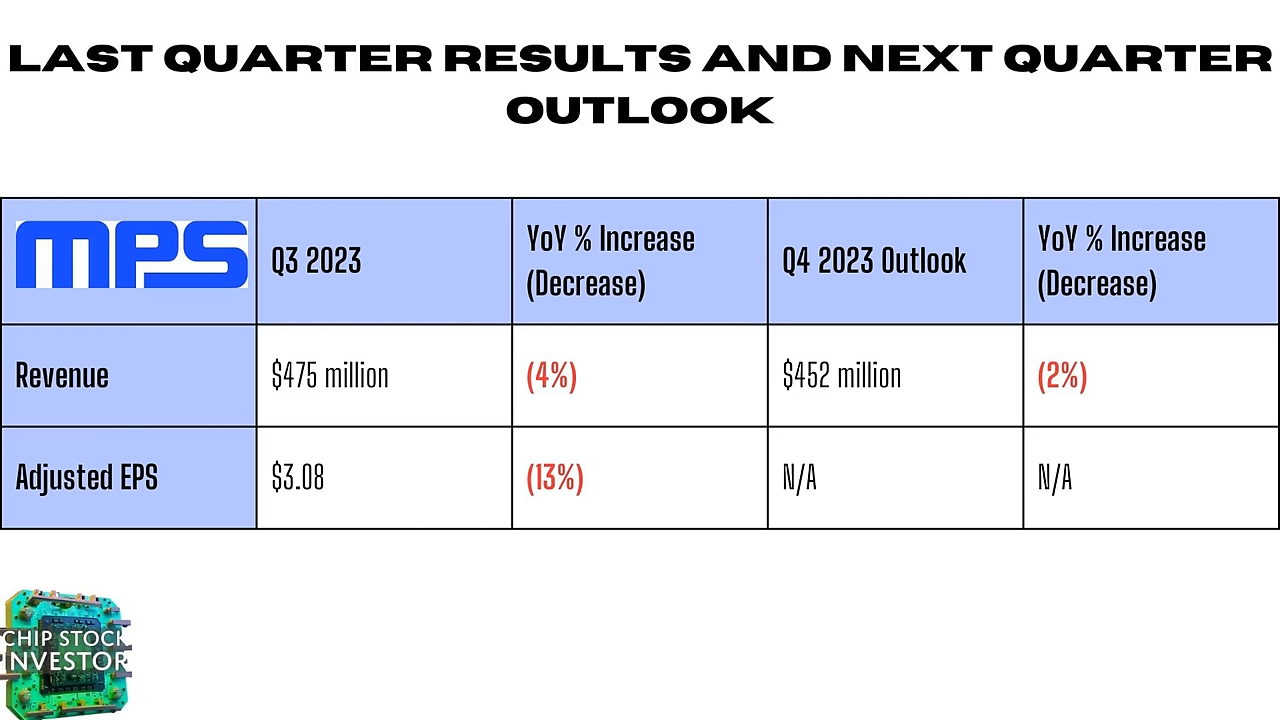 LAST QUARTER RESULTS AND NEXT QUARTER
OUTLOOK
mPS
Q3 2023
YoY % Increase
(Decrease)
Q4 2023 Outlook
YoY % Increase
(Decrease)
Revenue
$475 million
(4%)
$452 million
(2%)
Adjusted EPS
$3.08
(13%)
N/A
N/A
CHIP STOCK
INVESTOR